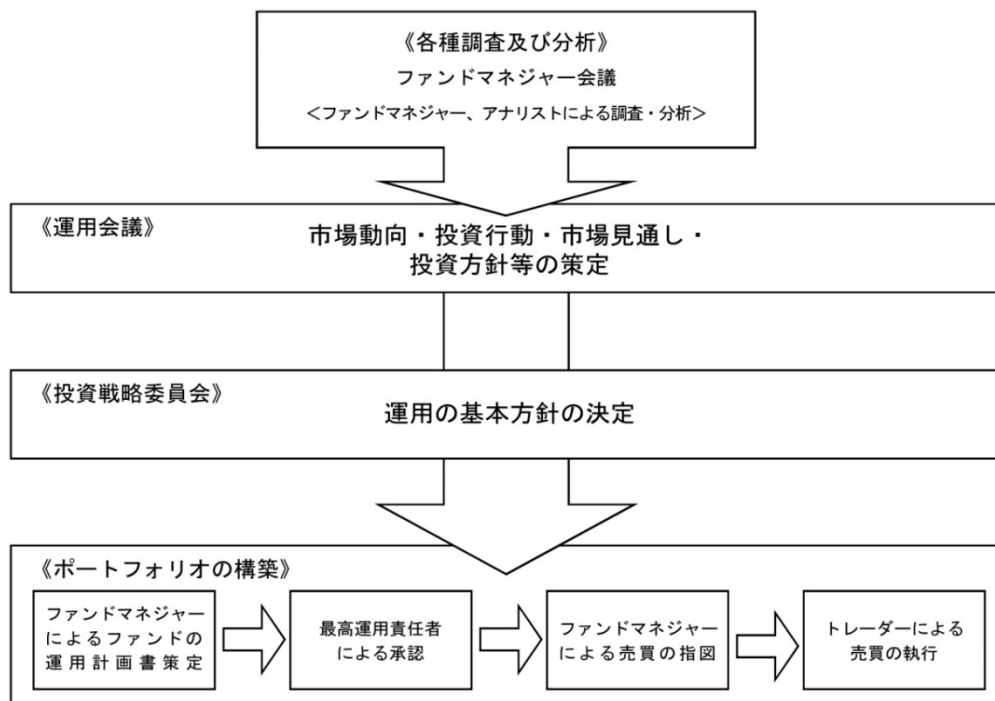 《各種調査及び分析》
ファンドマネジャー会議
＜ファンドマネジャー、アナリストによる調査・分析＞
《運用会議》
市場動向・投資行動・市場見通し・
投資方針等の策定
《投資戦略委員会》
運用の基本方針の決定
《ポートフォリオの構築》
ファンドマネジャー
によるファンドの
運用計画書策定
最高運用責任者
による承認
ファンドマネジャー
による売買の指図
トレーダーによる
売買の執行